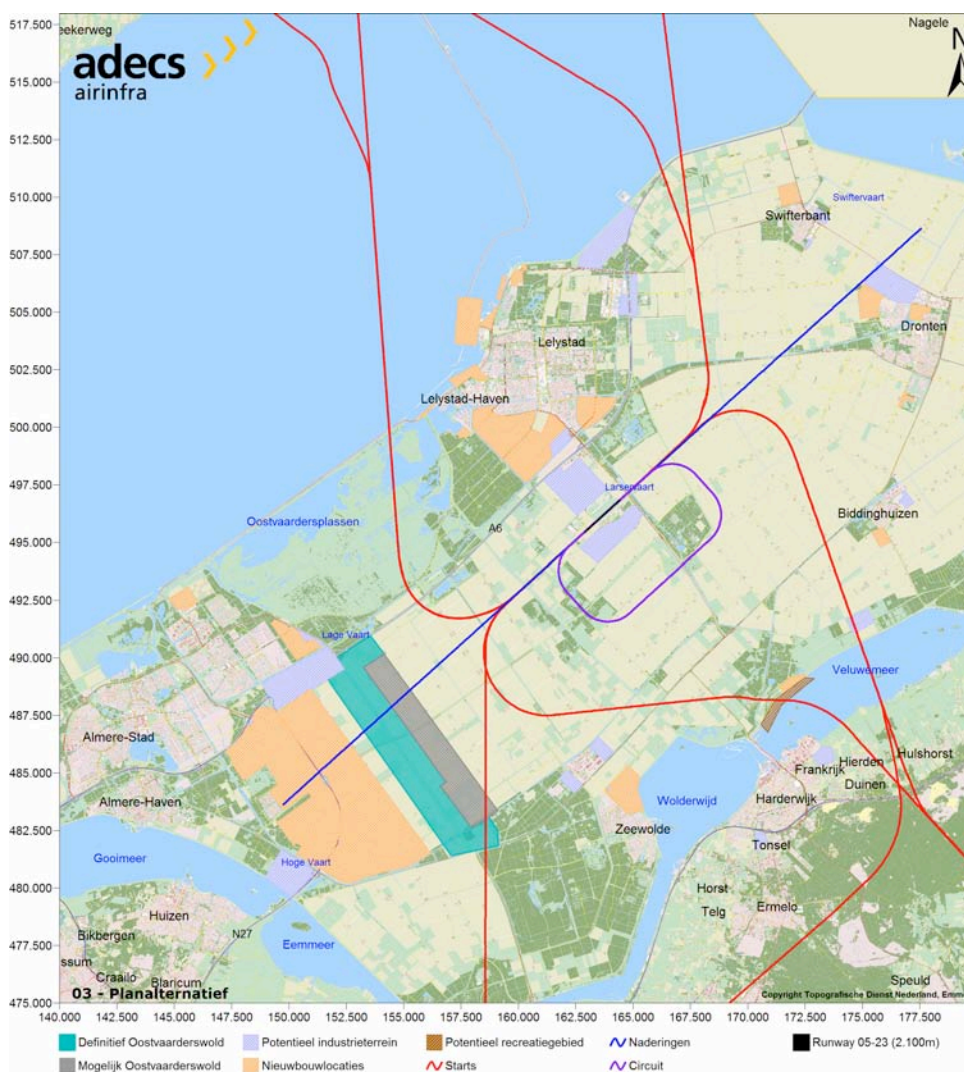 517.500
515.000
512.500
510.000
507.500
505.000
502.500
500.000
497.500
495.000
492.500
490.000
487.500
485.000
482.500
480.000
477.500
475.000
eekerweg
adecs
airinfra
Nagele
N
Swiftervaart
Swifterbant
Dronten
Lelystad
Lelystad-Haven
Larservaart
Biddinghuizen
A6
Oostvaardersplassen
Lage Vaart
Veluwemeer
Almere-Stad
Almere-Haven
Hulshorst
Hierden
Frankrijk
Duinen
Harderwijk
Wolderwijd
Zeewolde
Tonsel
Gooimeer
Hoge Vaart
Horst
Telg
Ermelo
Huizen
Bikbergen
N27
Eemmeer
ssum
Craailo
Blaricum
Speuld
03 - Planalternatief
Copyright Topografische Dienst Nederland, Emme
140.000 142.500 145.000 147.500 150.000 152.500 155.000 157.500 160.000 162.500 165.000 167.500 170.000 172.500 175.000 177.500
Definitief Oostvaarderswold Potentieel industrieterrein Potentieel recreatiegebied Naderingen Runway 05-23 (2.100m)
Mogelijk Oostvaarderswold Nieuwbouwlocaties Starts Circuit